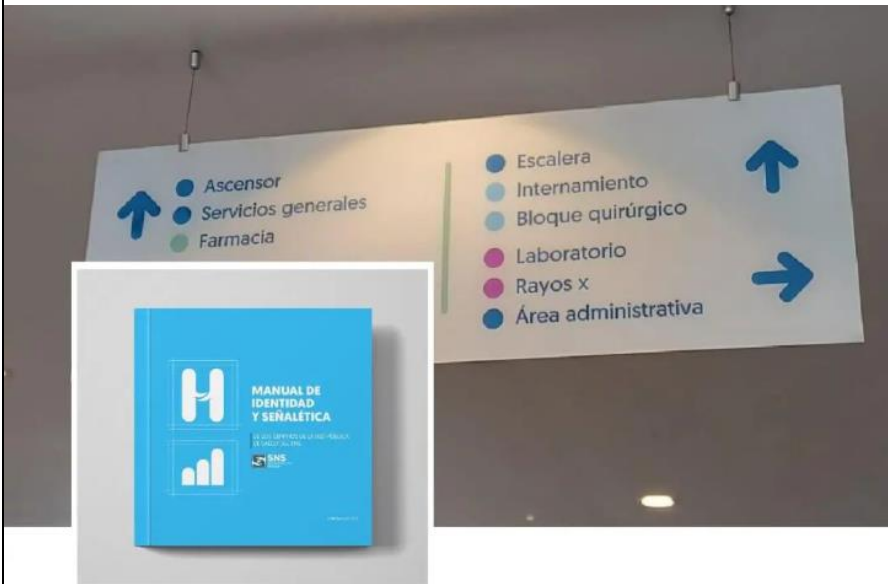 Ascensor
Servicios generales
Farmacia
Escalera
Internamiento
Bloque quirúrgico
Laboratorio
Rayos x
Área administrativa
H
MANUAL DE
IDENTIDAD
Y SEÑALÉTICA
SNS